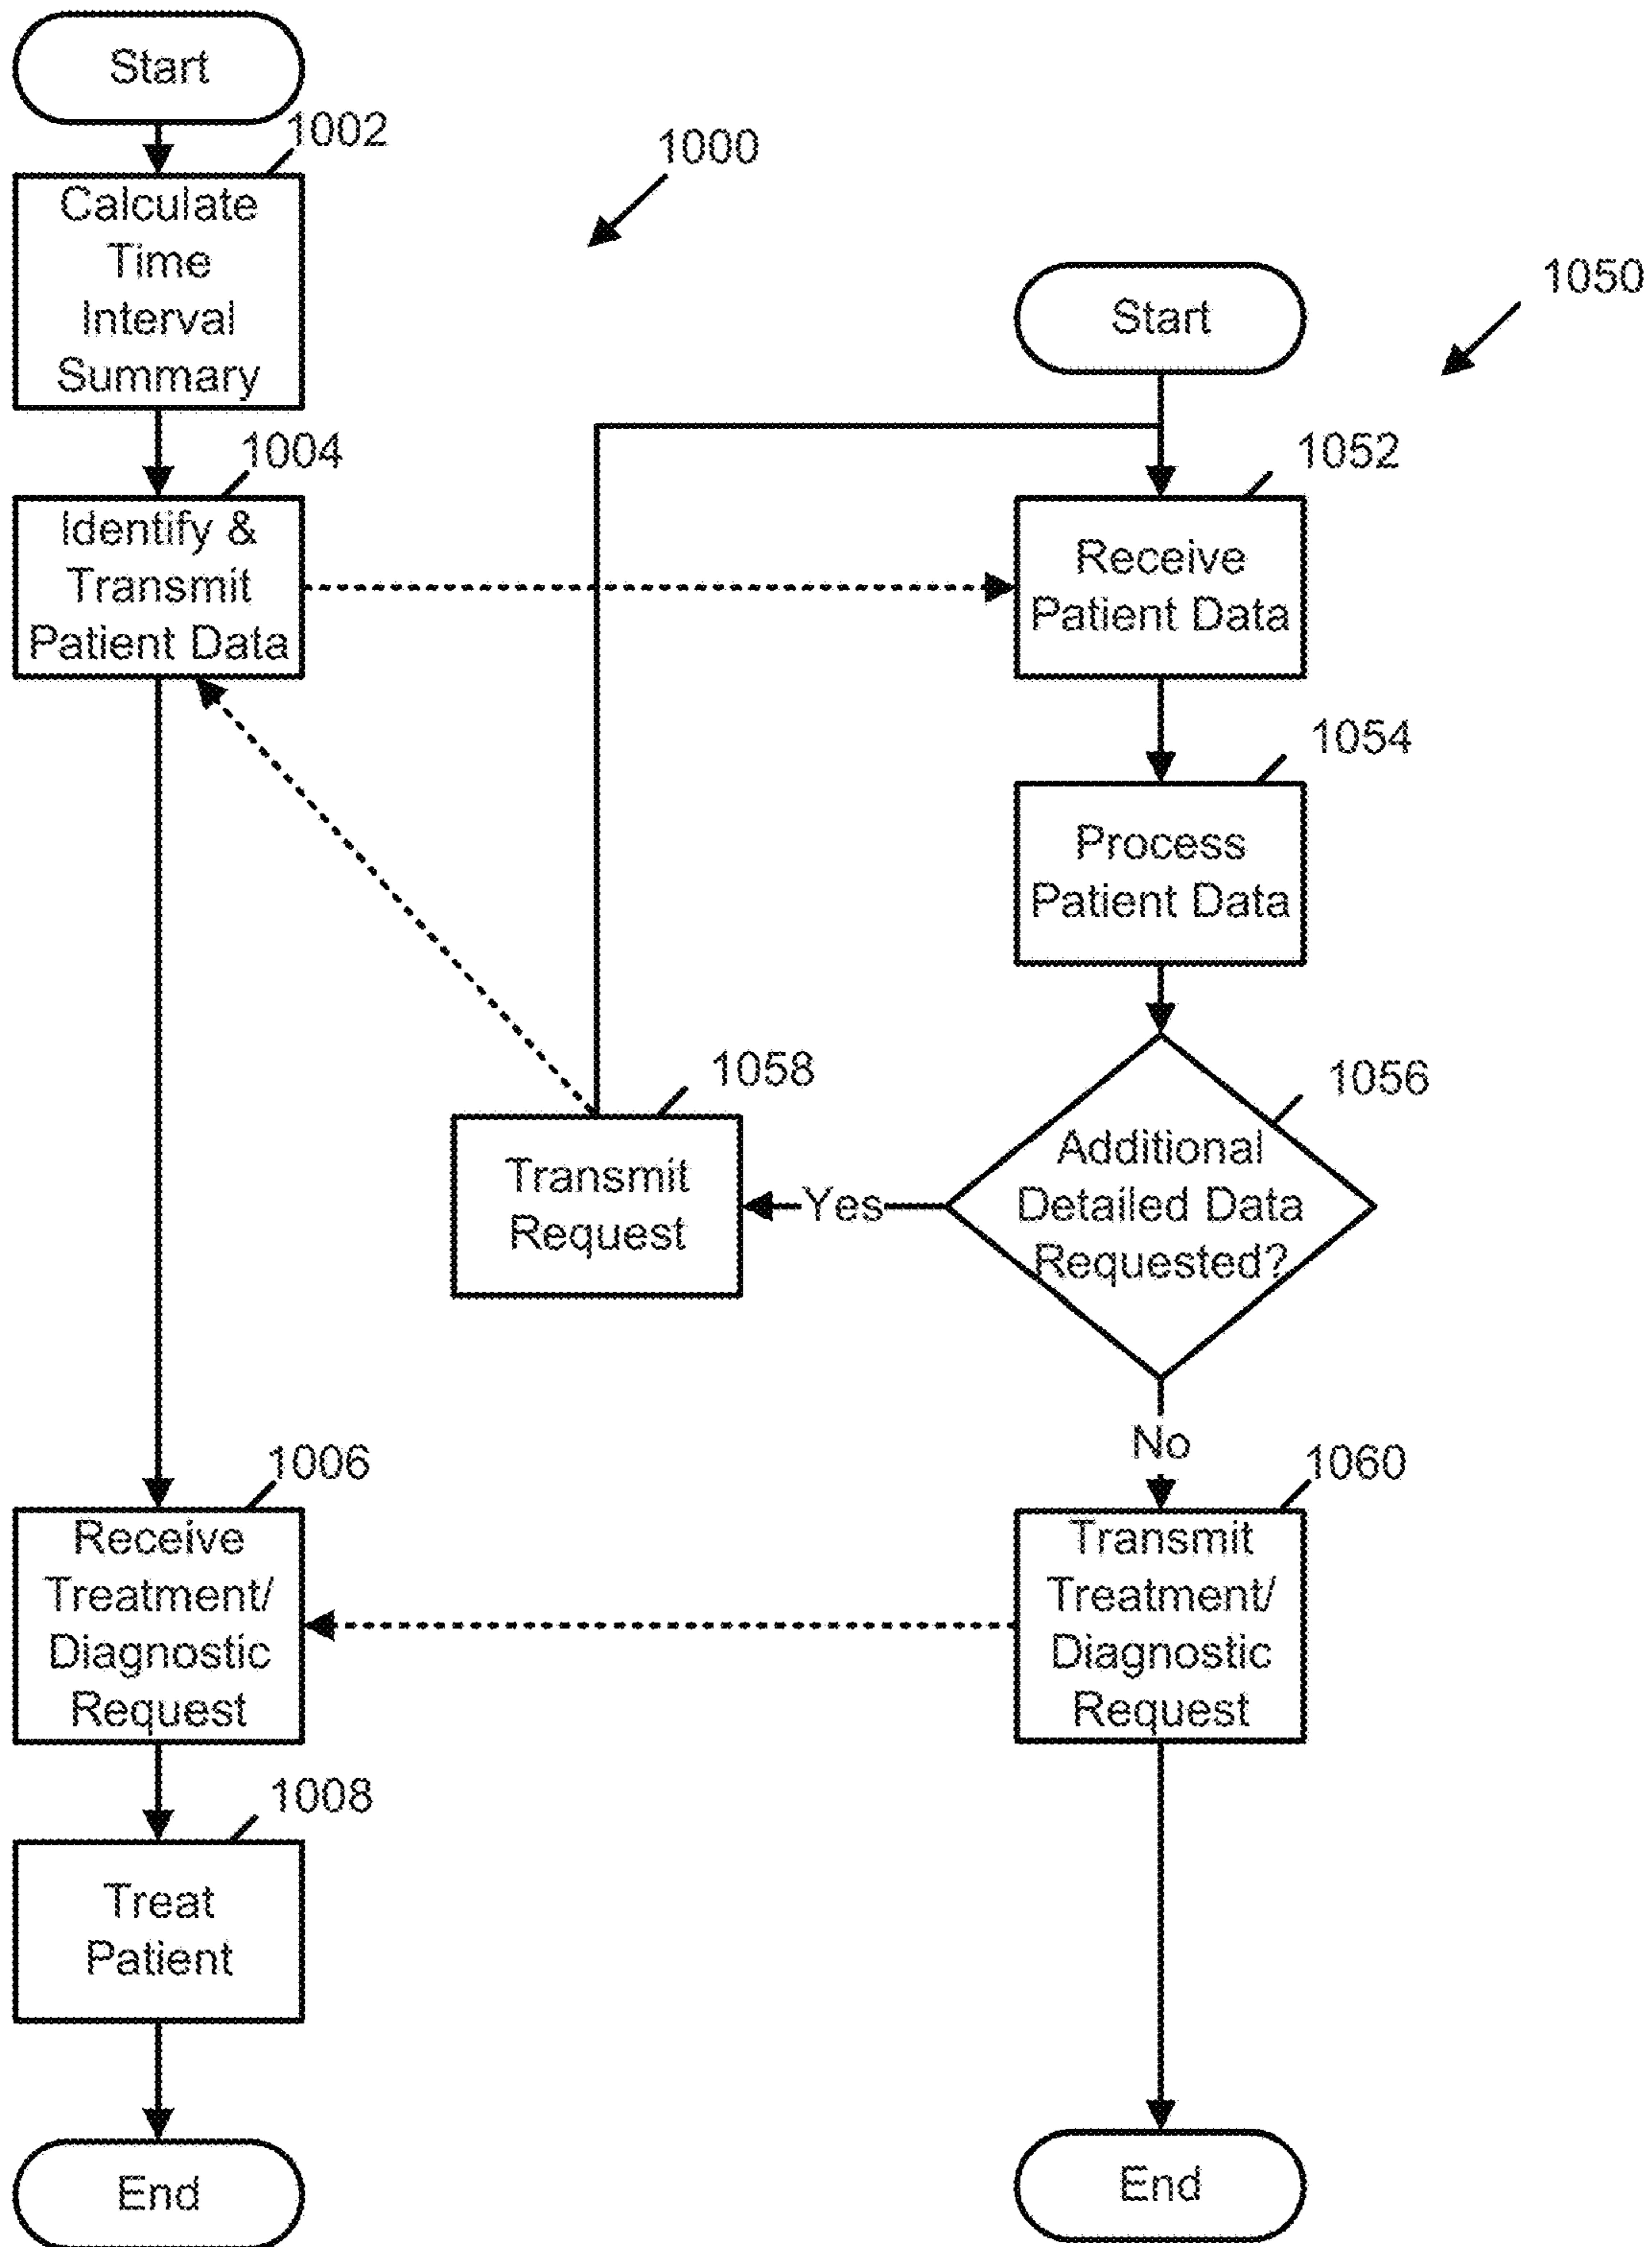 Start
1002
Calculate
Time
Interval
Summary
1000
1050
Start
1004
Identify &
Transmit
Patient Data
1052
Receive
Patient Data
1054
Process
Patient Data
1056
Additional
Detailed Data
Requested?
Yes
1058
Transmit
Request
No
1060
Transmit
Treatment/
Diagnostic
Request
1006
Receive
Treatment/
Diagnostic
Request
1008
Treat
Patient
End
End